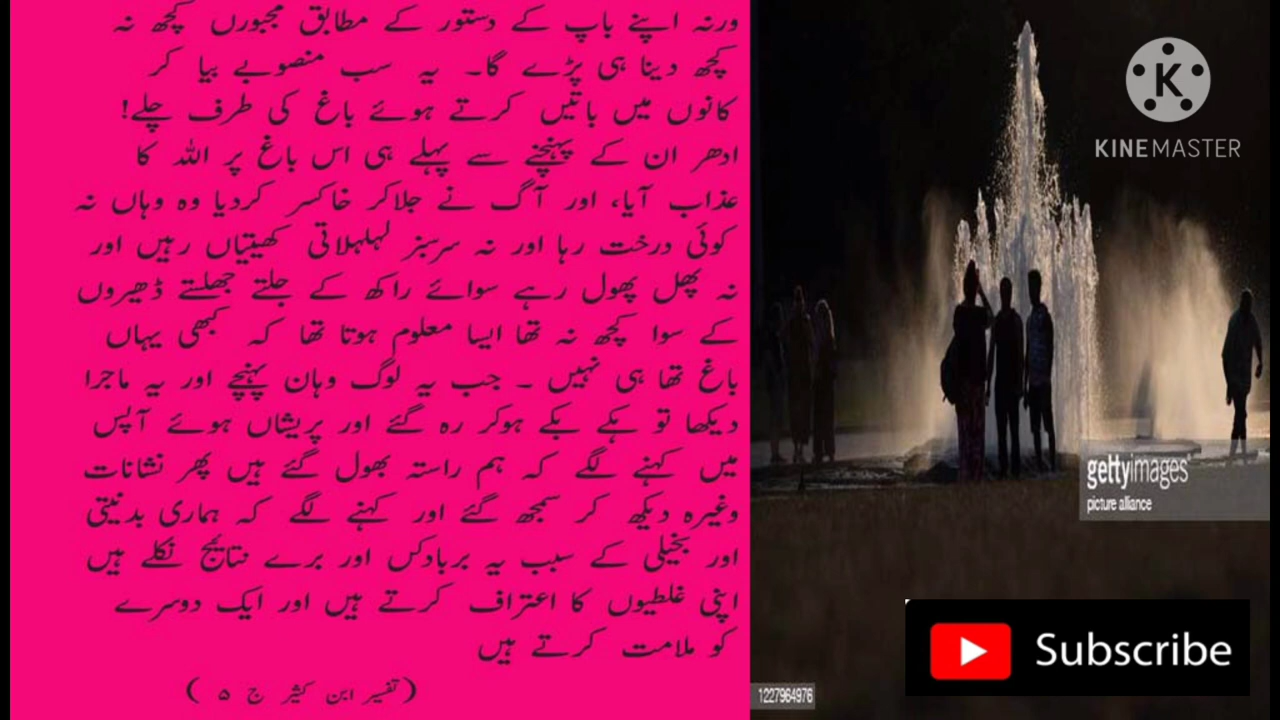 ورنہ اپنے باپ کے دستور کے مطابق مجبورں کچھ نہ
کچھ دینا ہی پڑے گا۔ یہ سب منصوبے بیا کر
کانوں میں باتیں کرتے ہوئے باغ کی طرف چلے!
ادھر ان کے پہنچنے سے پہلے ہی اس باغ پر اللہ کا
عذاب آیا، اور آگ نے جلاکر خاکسر کردیا وہ وہاں نہ
کوئی درخت رہا اور نہ سرسبز لہلہلاتی کھیتیاں رہیں اور
نہ پھل پھول رہے سوائے راکھ کے جلتے جھلتے ڈھیروں
کے سوا کچھ نہ تھا ایسا معلوم ہوتا تھا کہ کبھی یہاں
باغ تھا ہی نہیں ۔ جب یہ لوگ وہان پہنچے اور یہ ماجرا
دیکھا تو ہکے بکے ہوکر رہ گئے اور پریشاں ہوئے آپس
میں کہنے لگے کہ ہم راستہ بھول گئے ہیں پھر نشانات
وغیرہ دیکھ کر سمجھ گئے اور کہنے لگے کہ ہماری بدنیتی
اور بخیلی کے سبب یہ بربادکس اور برے نتایج نکلے ہیں
اپنی غلطیوں کا اعتراف کرتے ہیں اور ایک دوسرے
کو ملامت کرتے ہیں
(تفسیر ابن کثیر ج ۵ )
K
KINEMASTER
gettyimages®
picture alliance
Subscribe
1227964976